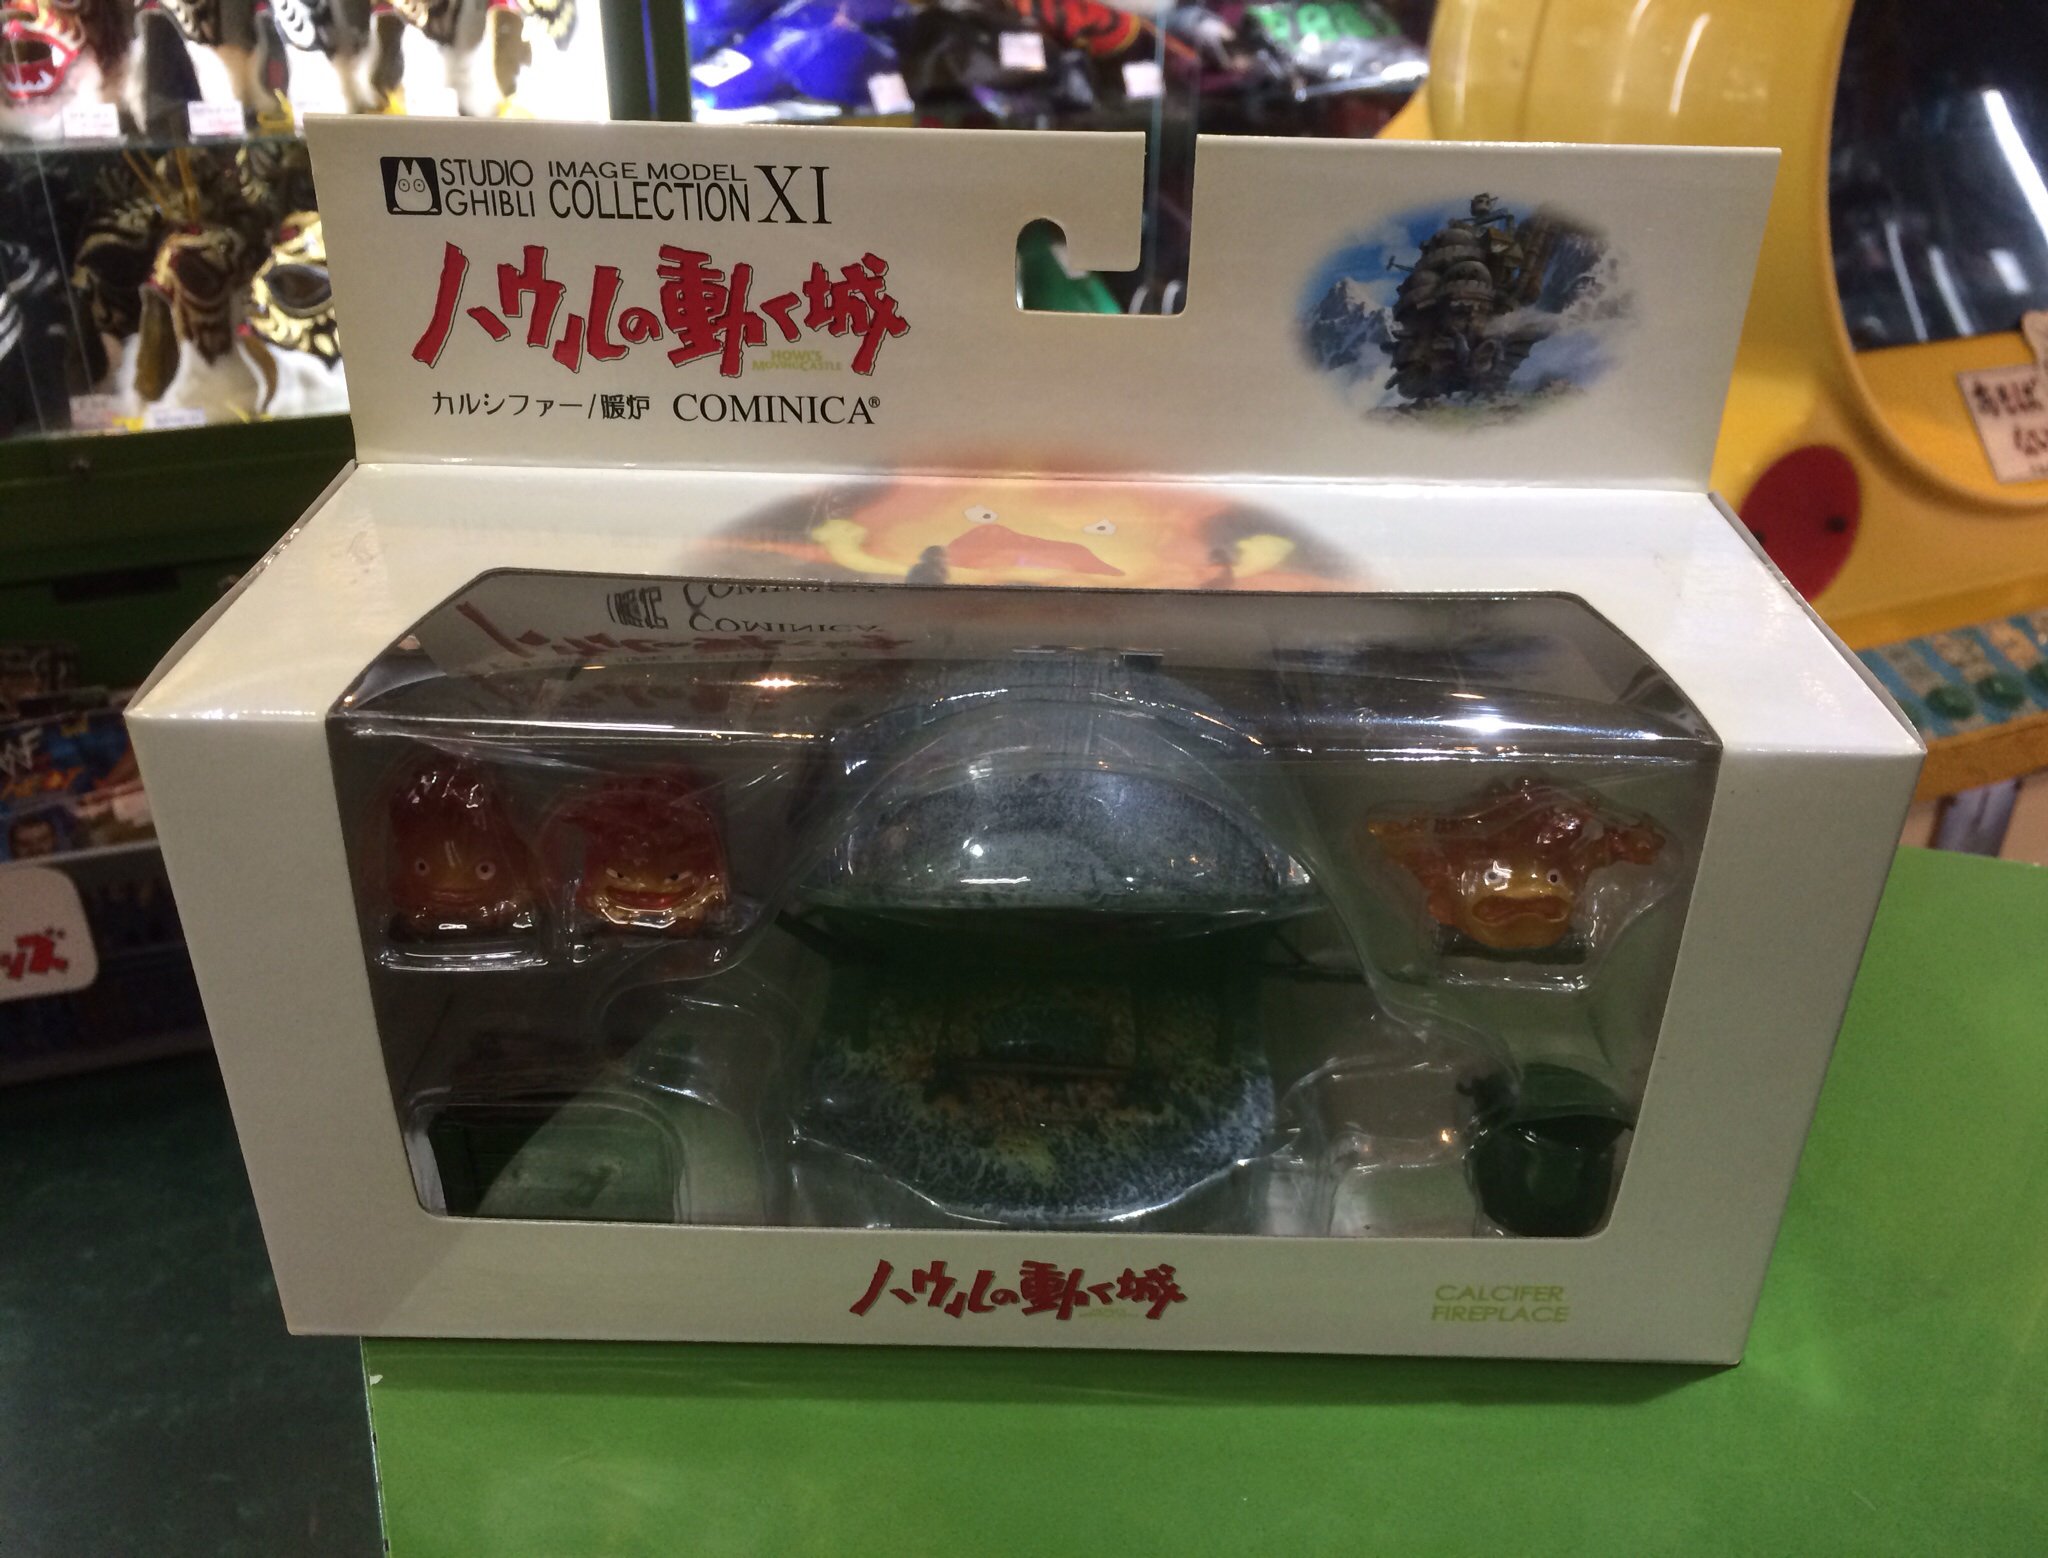 STUDIO GHIBLI
IMAGE MODEL COLLECTION XI
ハウルの動く城
HOWL'S MOVING CASTLE
カルシファー/暖炉 COMINICA®
ハウルの動く城
CALCIFER
FIREPLACE